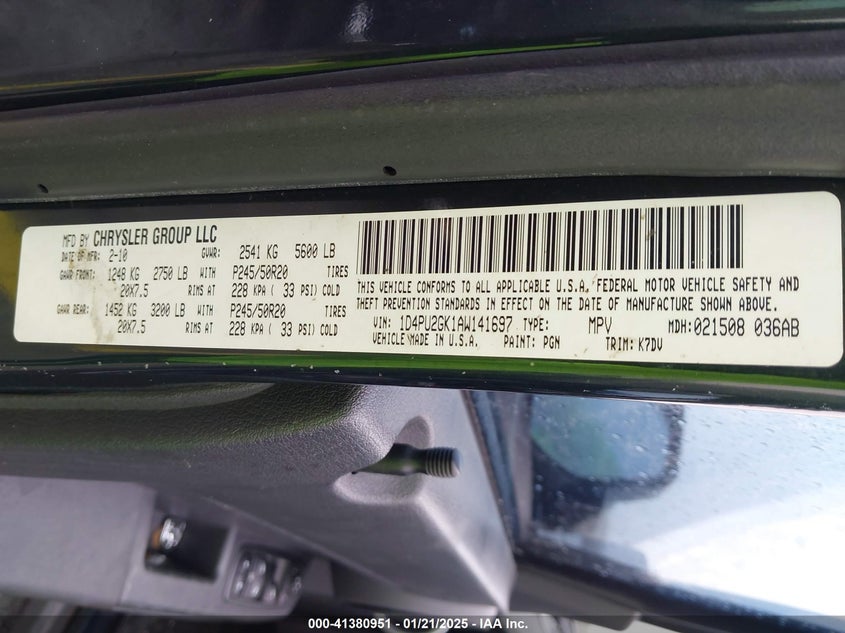 MFD BY CHRYSLER GROUP LLC
DATE OF MFR: 2-10 GVWR: 2541 KG 5600 LB
GAWR FRONT: 1248 KG 2750 LB WITH P245/50R20 TIRES
20X7.5 RIMS AT 228 KPA ( 33 PSI) COLD
GAWR REAR: 1452 KG 3200 LB WITH P245/50R20 TIRES
20X7.5 RIMS AT 228 KPA ( 33 PSI) COLD
THIS VEHICLE CONFORMS TO ALL APPLICABLE U.S.A. FEDERAL MOTOR VEHICLE SAFETY AND
THEFT PREVENTION STANDARDS IN EFFECT ON THE DATE OF MANUFACTURE SHOWN ABOVE.
VIN: 1D4PU2GK1AW141697 TYPE: MPV MDH:021508 036AB
VEHICLE MADE IN U.S.A. PAINT: PGN TRIM: K7DV
000-41380951 — 01/21/2025 — IAA Inc.